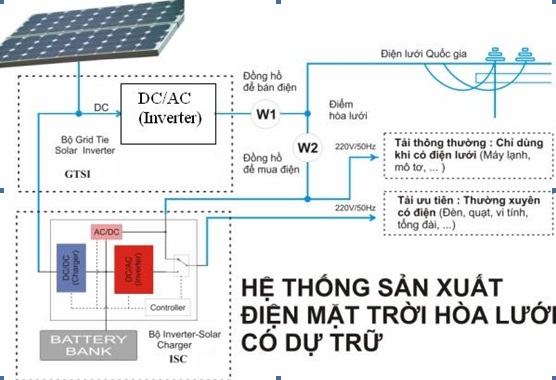 Điện lưới Quốc gia
Đồng hồ
để bán điện
DC/AC
(Inverter)
DC
W1
Điểm
hòa lưới
Bộ Grid Tie
Solar Inverter
GTSI
W2
Đồng hồ
để mua điện
220V/50Hz
Tải thông thường : Chỉ dùng
khi có điện lưới (Máy lạnh,
mô tơ, ... )
220V/50Hz
Tải ưu tiên : Thường xuyên
có điện (Đèn, quạt, vi tính,
tổng đài, ...)
AC/DC
DC/DC
(Charger)
DC/AC
(Inverter)
Controller
BATTERY
BANK
Bộ Inverter-Solar
Charger
ISC
HỆ THỐNG SẢN XUẤT
ĐIỆN MẶT TRỜI HÒA LƯỚI
CÓ DỰ TRỮ